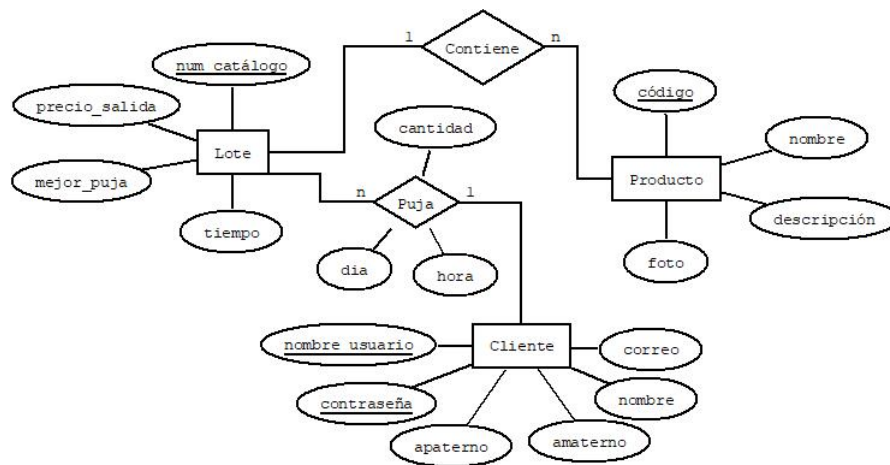 1
Contiene
n
num catálogo
código
precio_salida
cantidad
nombre
Lote
mejor_puja
n
Puja
1
Producto
tiempo
descripción
dia
hora
foto
nombre usuario
Cliente
correo
contraseña
nombre
apaterno
amaterno